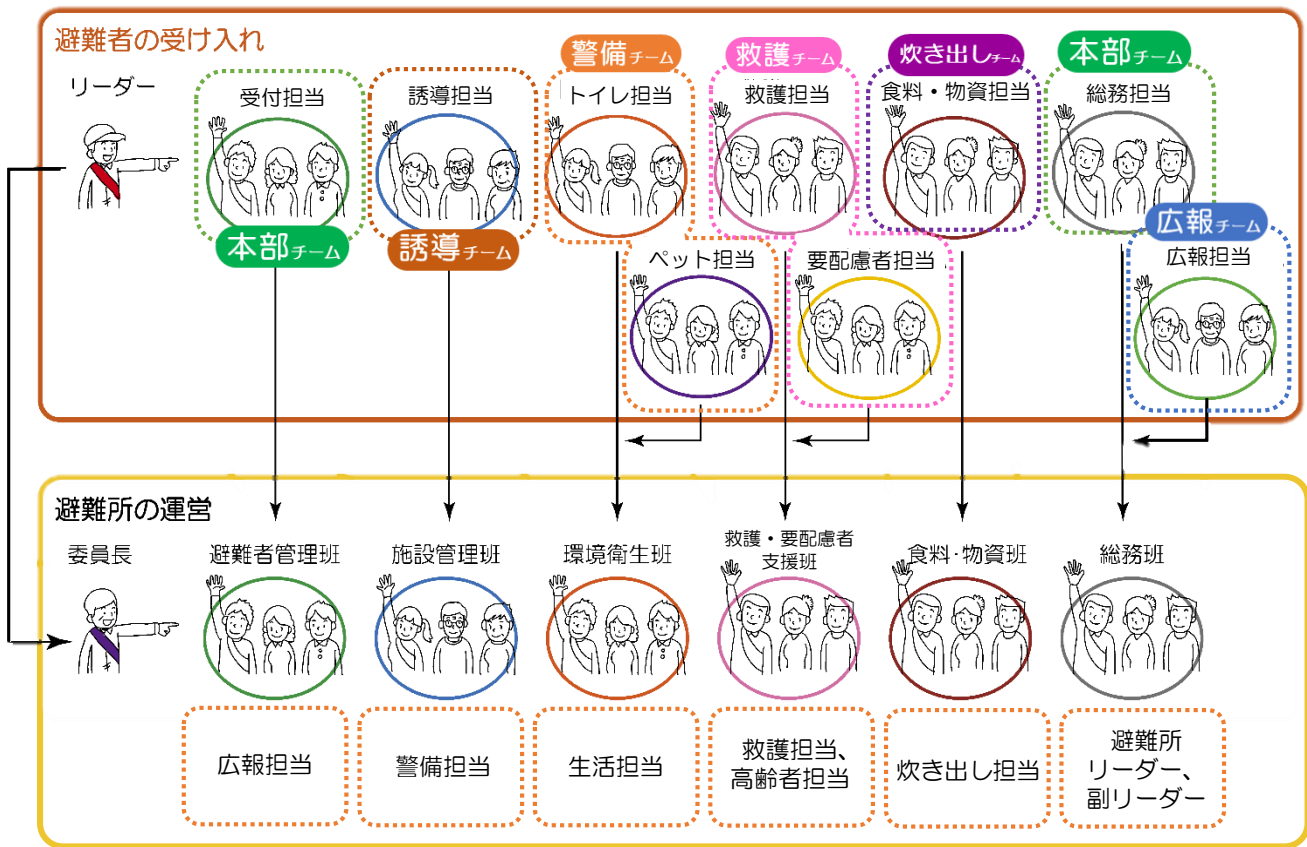 避難者の受け入れ
リーダー
受付担当
本部チーム
誘導担当
誘導チーム
警備チーム
トイレ担当
ペット担当
救護チーム
救護担当
要配慮者担当
炊き出しチーム
食料・物資担当
本部チーム
総務担当
広報チーム
広報担当
避難所の運営
委員長
避難者管理班
施設管理班
環境衛生班
救護・要配慮者
支援班
食料・物資班
総務班
広報担当
警備担当
生活担当
救護担当、
高齢者担当
炊き出し担当
避難所
リーダー、
副リーダー